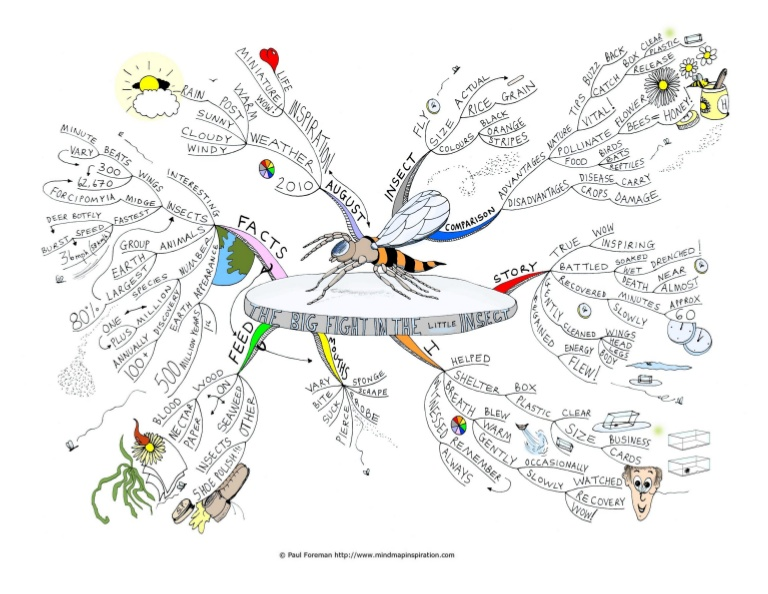 THE BIG FIGHT IN THE LITTLE INSECT
AUGUST
2010
WEATHER
RAIN
POST
WARM
SUNNY
CLOUDY
WINDY
INSPIRATION
LIFE
MINIATURE
WOW!
INSECT
FLY
SIZE
ACTUAL
RICE GRAIN
COLOURS
BLACK
ORANGE
STRIPES
COMPARISON
ADVANTAGES
NATURE
TIPS
BUZZ BACK
CATCH
BOX
CLEAR
PLASTIC
RELEASE
VITAL!
POLLINATE
FLOWER
BEES = HONEY!
H
FOOD
BIRDS
BATS
REPTILES
DISADVANTAGES
DISEASE CARRY
CROPS DAMAGE
STORY
TRUE
WOW
INSPIRING
BATTLED
SOAKED
WET
DRENCHED!
DEATH
NEAR
ALMOST
RECOVERED
MINUTES
APPROX
60
SLOWLY
GENTLY
CLEANED
WINGS
HEAD
LEGS
REGAINED
ENERGY
BODY
FLEW!
I
HELPED
SHELTER
BOX
PLASTIC
CLEAR
SIZE
BUSINESS
CARDS
BREATH
BLEW
WARM
GENTLY
OCCASIONALLY
SLOWLY
WITNESSED
WATCHED
RECOVERY
WOW!
REMEMBER
ALWAYS
MOUTHS
VARY
BITE
SUCK
PIERCE
SPONGE
SCRAPE
PROBE
FEED
ON
WOOD
BLOOD
NECTAR
PAPER
SEAWEED
OTHER
INSECTS
SHOE POLISH!!
FACTS
INTERESTING
INSECTS
WINGS
BEATS
MINUTE
VARY
300
62,670
MIDGE
FORCIPOMYIA
FASTEST
DEER BOTFLY
SPEED
BURST
36mph (58kmh)
GO
ANIMALS
GROUP
EARTH
LARGEST
80%
NUMBER
SPECIES
MILLION
ONE
PLUS
DISCOVERED
ANNUALLY
100+
APPEARANCE
EARTH
500 MILLION YEARS
© Paul Foreman http://www.mindmapinspiration.com